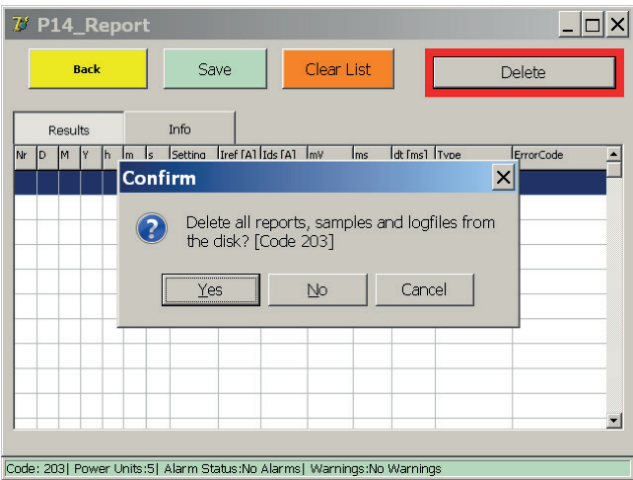 P14_Report
Back Save Clear List Delete
Results Info
Nr D M Y h m s Setting Iref [A] Ids [A] mV ms dt [ms] Type ErrorCode
Confirm
Delete all reports, samples and logfiles from
the disk? [Code 203]
Yes No Cancel
Code: 203| Power Units:5| Alarm Status:No Alarms| Warnings:No Warnings